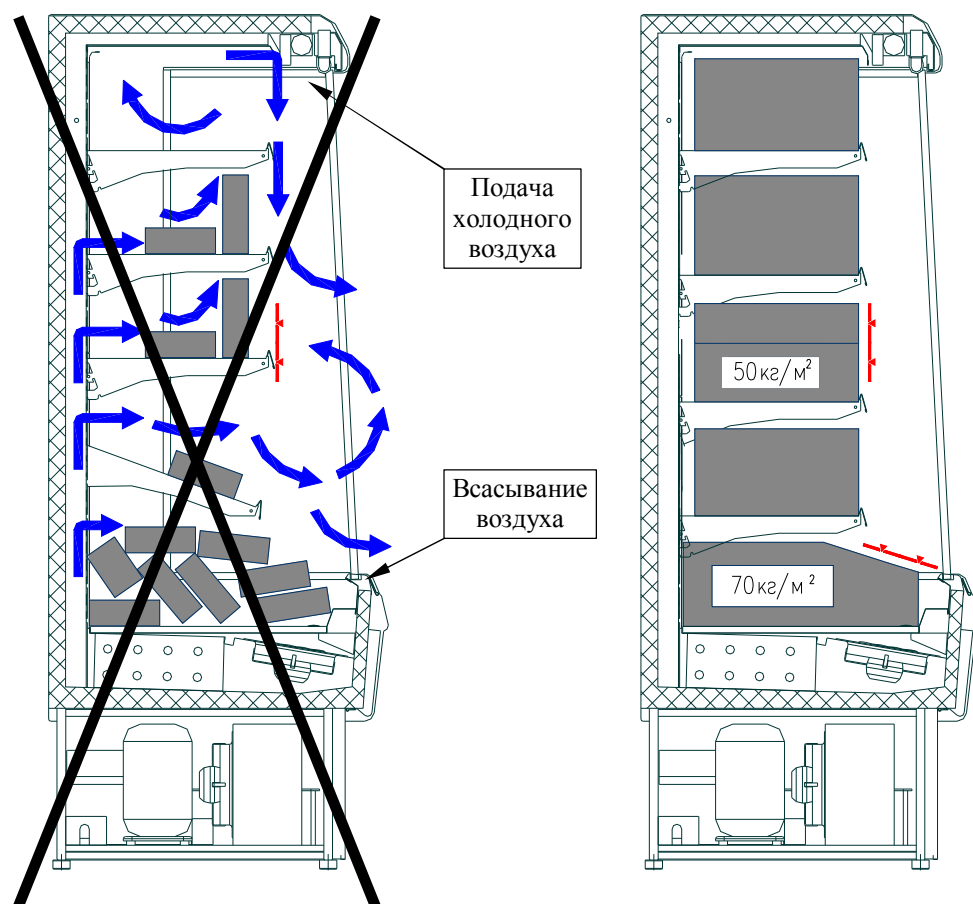 Подача
холодного
воздуха
Всасывание
воздуха
50кг/м²
70кг/м²